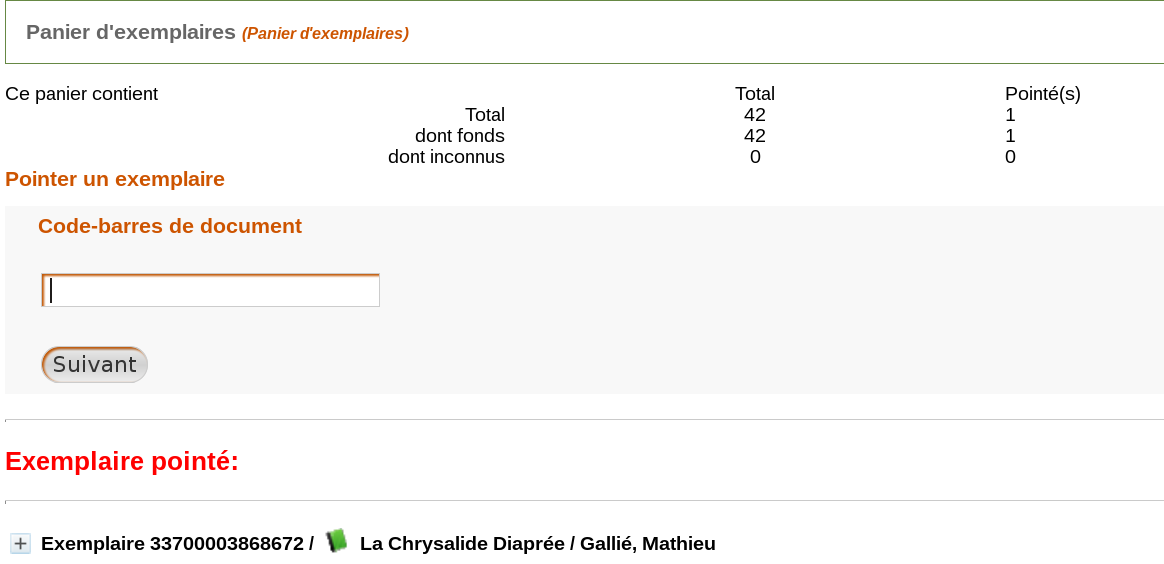 Panier d'exemplaires (Panier d'exemplaires)
Ce panier contient Total Pointé(s)
Total 42 1
dont fonds 42 1
dont inconnus 0 0
Pointer un exemplaire
Code-barres de document
Suivant
Exemplaire pointé:
Exemplaire 33700003868672 / La Chrysalide Diaprée / Gallié, Mathieu